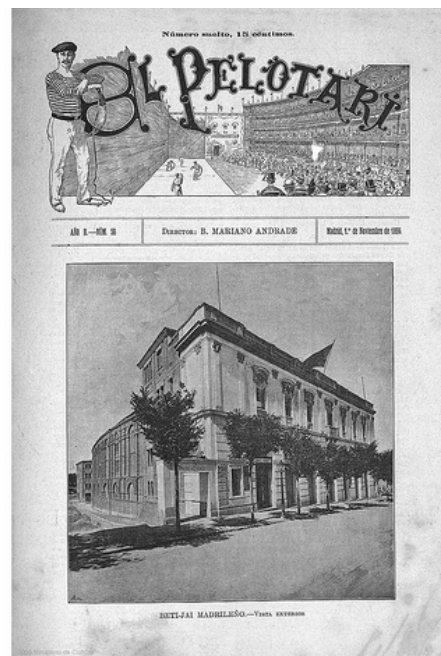 Número suelto, 15 céntimos.
EL PELOTARI
AÑO II.—NÚM. 
DIRECTOR: B. MARIANO ANDRADE
Madrid, 1.º de Noviembre de 1894
BETI-JAI MADRILEÑO.—VISTA EXTERIOR